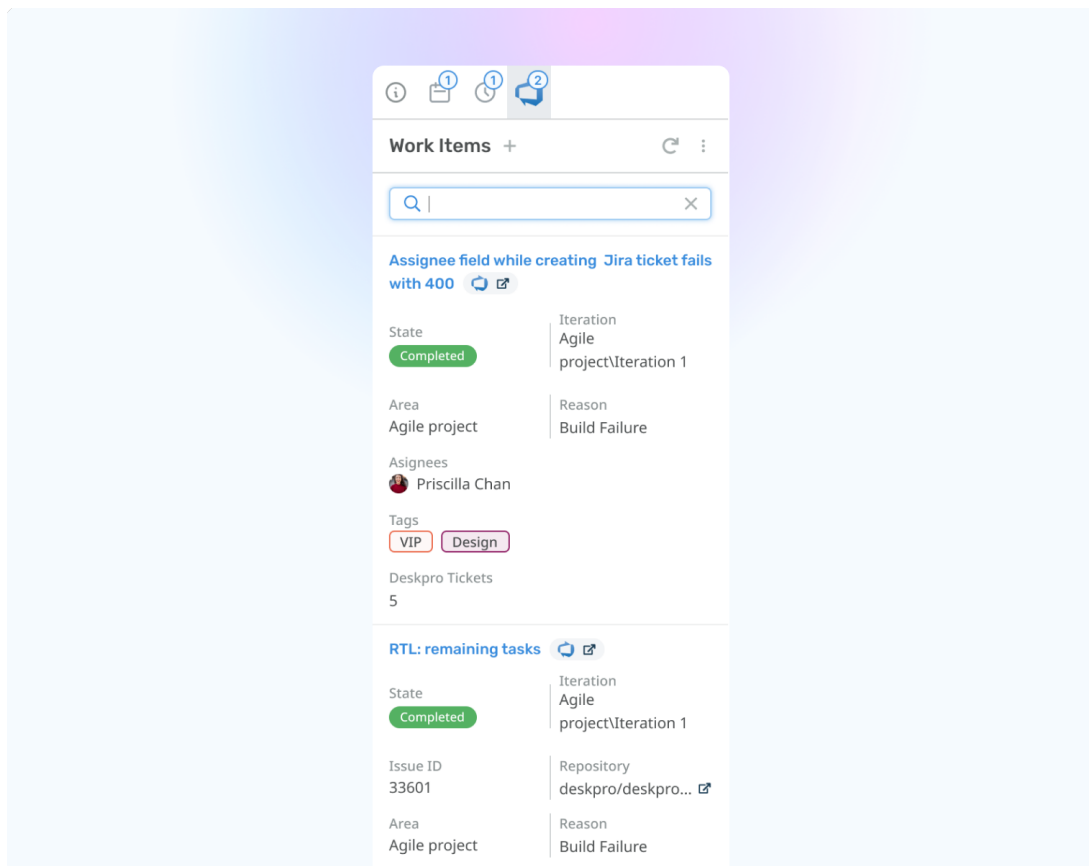 1 1 2
Work Items
Assignee field while creating Jira ticket fails
with 400
State
Completed
Iteration
Agile
project\Iteration 1
Area
Agile project
Reason
Build Failure
Asignees
Priscilla Chan
Tags
VIP Design
Deskpro Tickets
5
RTL: remaining tasks
State
Completed
Iteration
Agile
project\Iteration 1
Issue ID
33601
Repository
deskpro/deskpro...
Area
Agile project
Reason
Build Failure